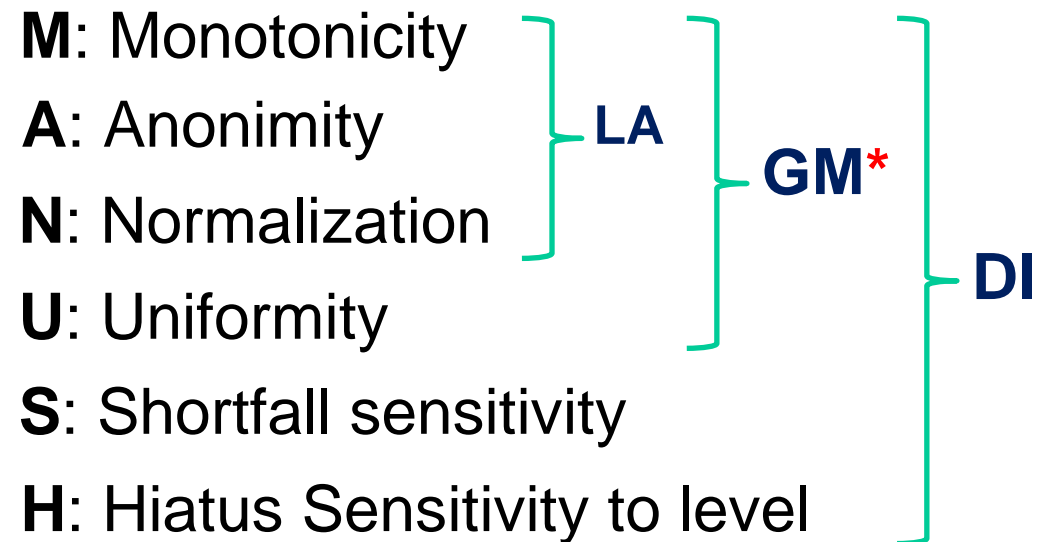 M: Monotonicity
A: Anonimity
LA
N: Normalization
GM*
U: Uniformity
DI
S: Shortfall sensitivity
H: Hiatus Sensitivity to level